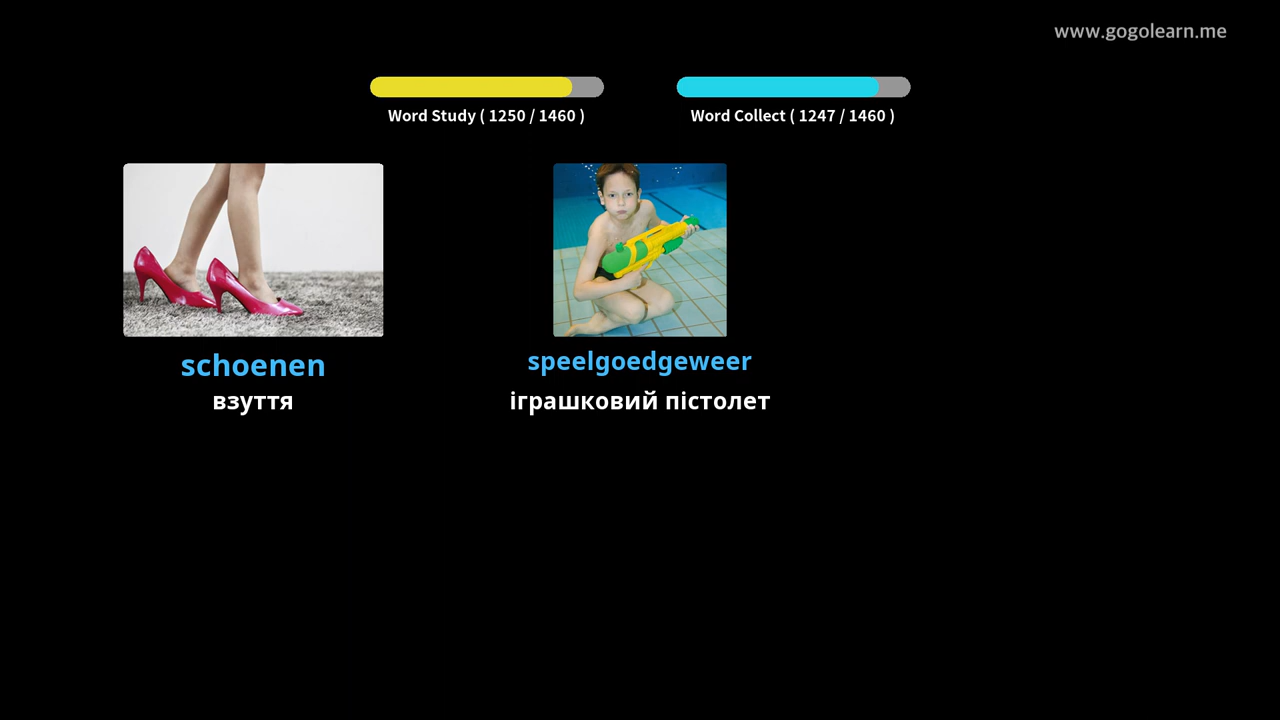 www.gogolearn.me
Word Study ( 1250 / 1460 )
Word Collect ( 1247 / 1460 )
schoenen
взуття
speelgoedgeweer
іграшковий пістолет